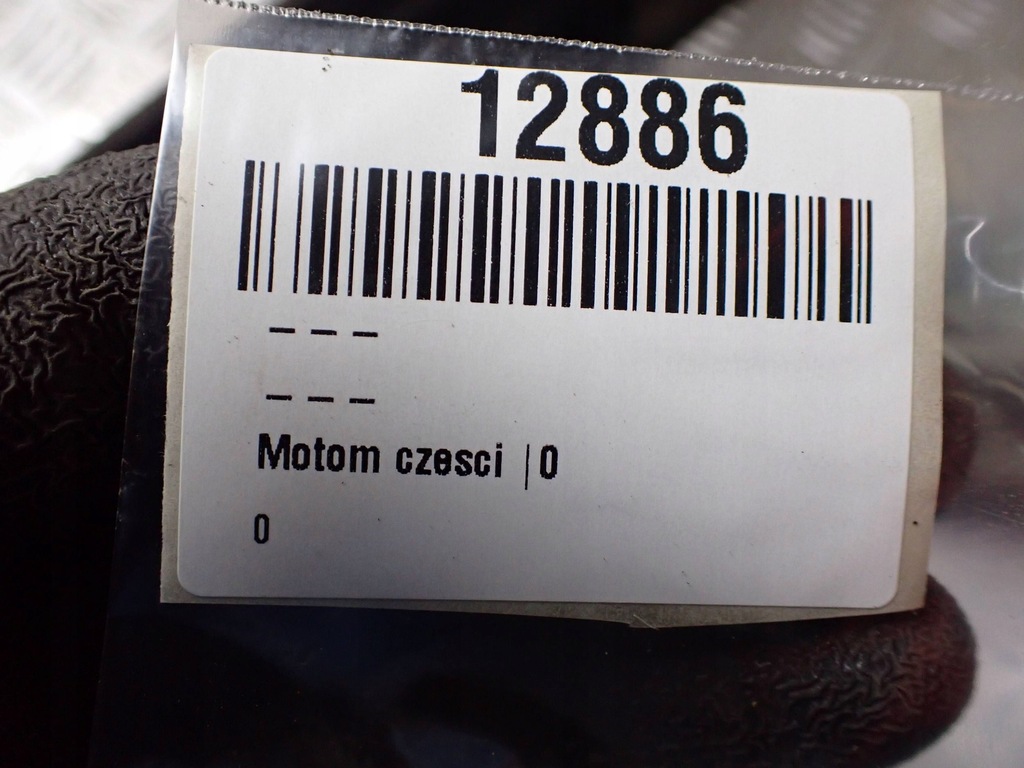 12886
---
---
Motom czesci |0
0